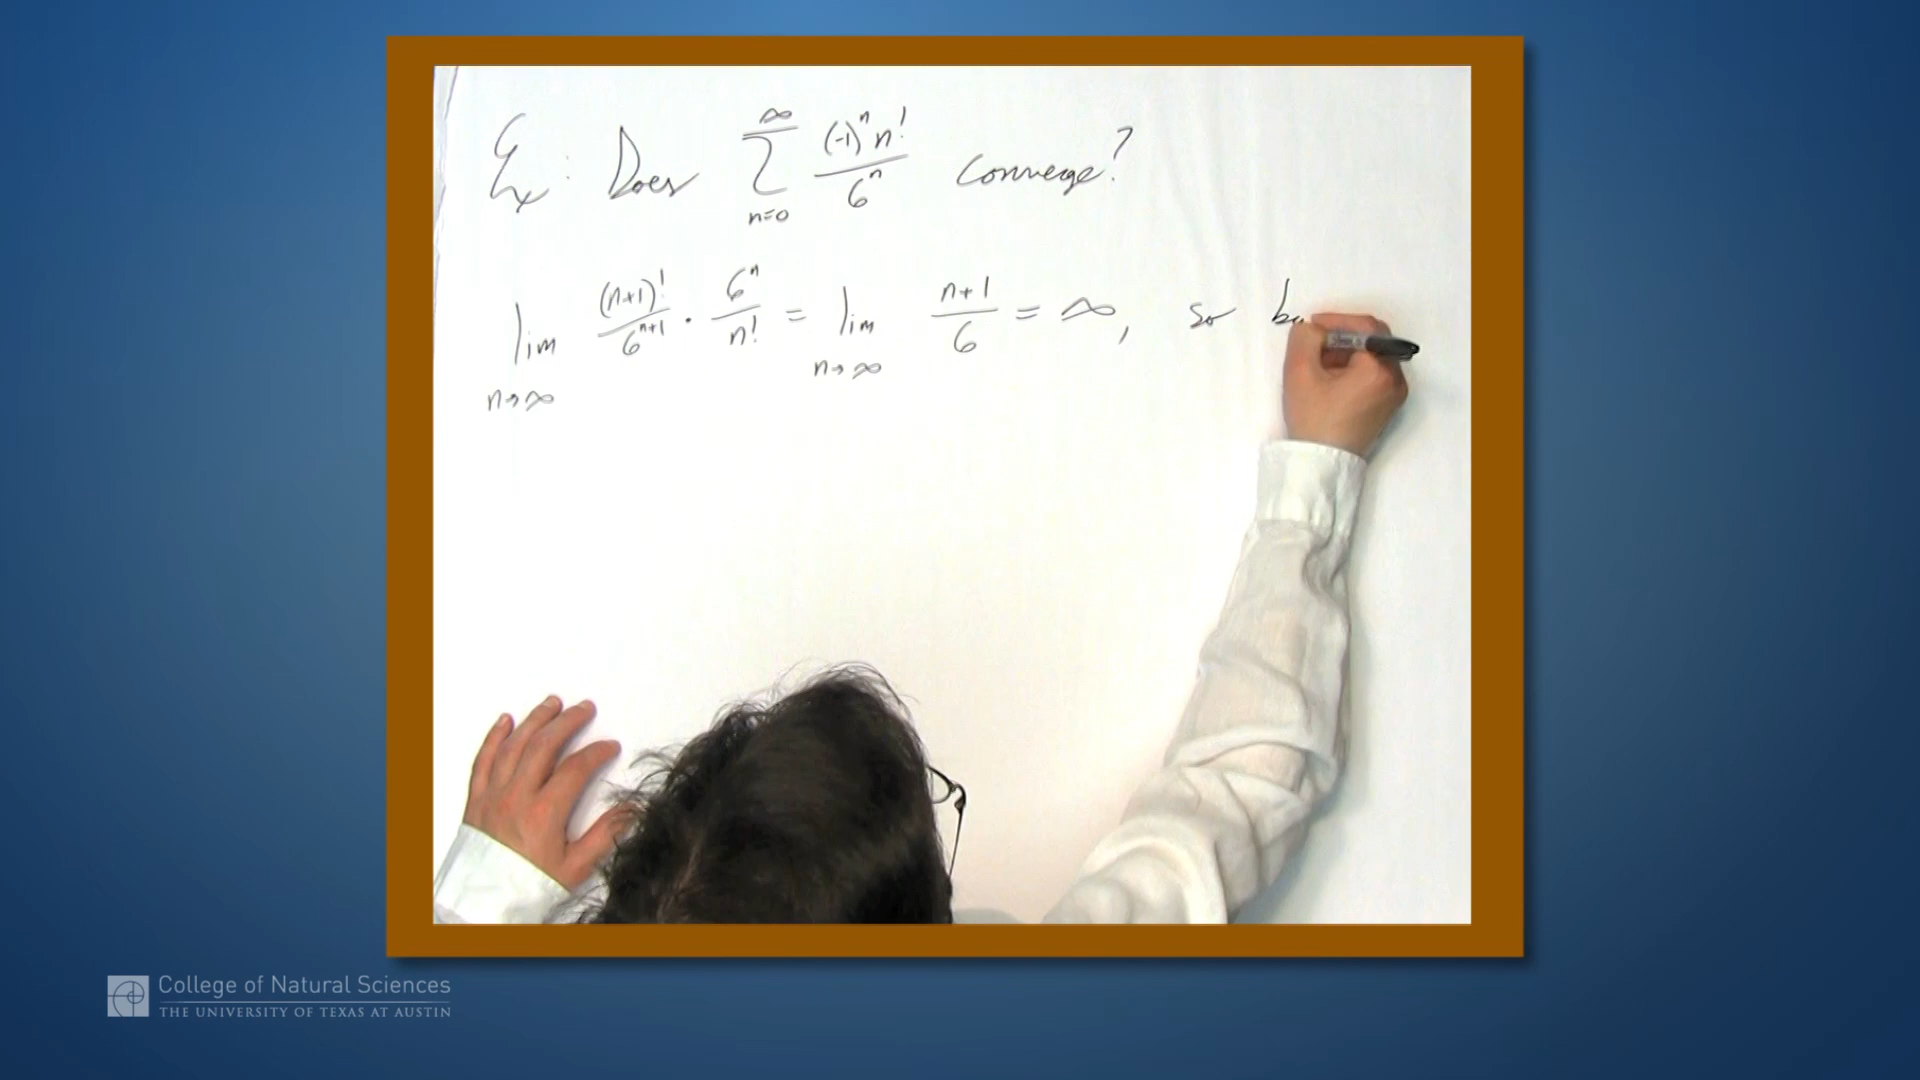 Ex: Does ∑_{n=0}^{∞} (-1)^n n! / 6^n converge?
lim_{n→∞} (n+1)! / 6^{n+1} · 6^n / n! = lim_{n→∞} (n+1) / 6 = ∞, so
College of Natural Sciences
THE UNIVERSITY OF TEXAS AT AUSTIN